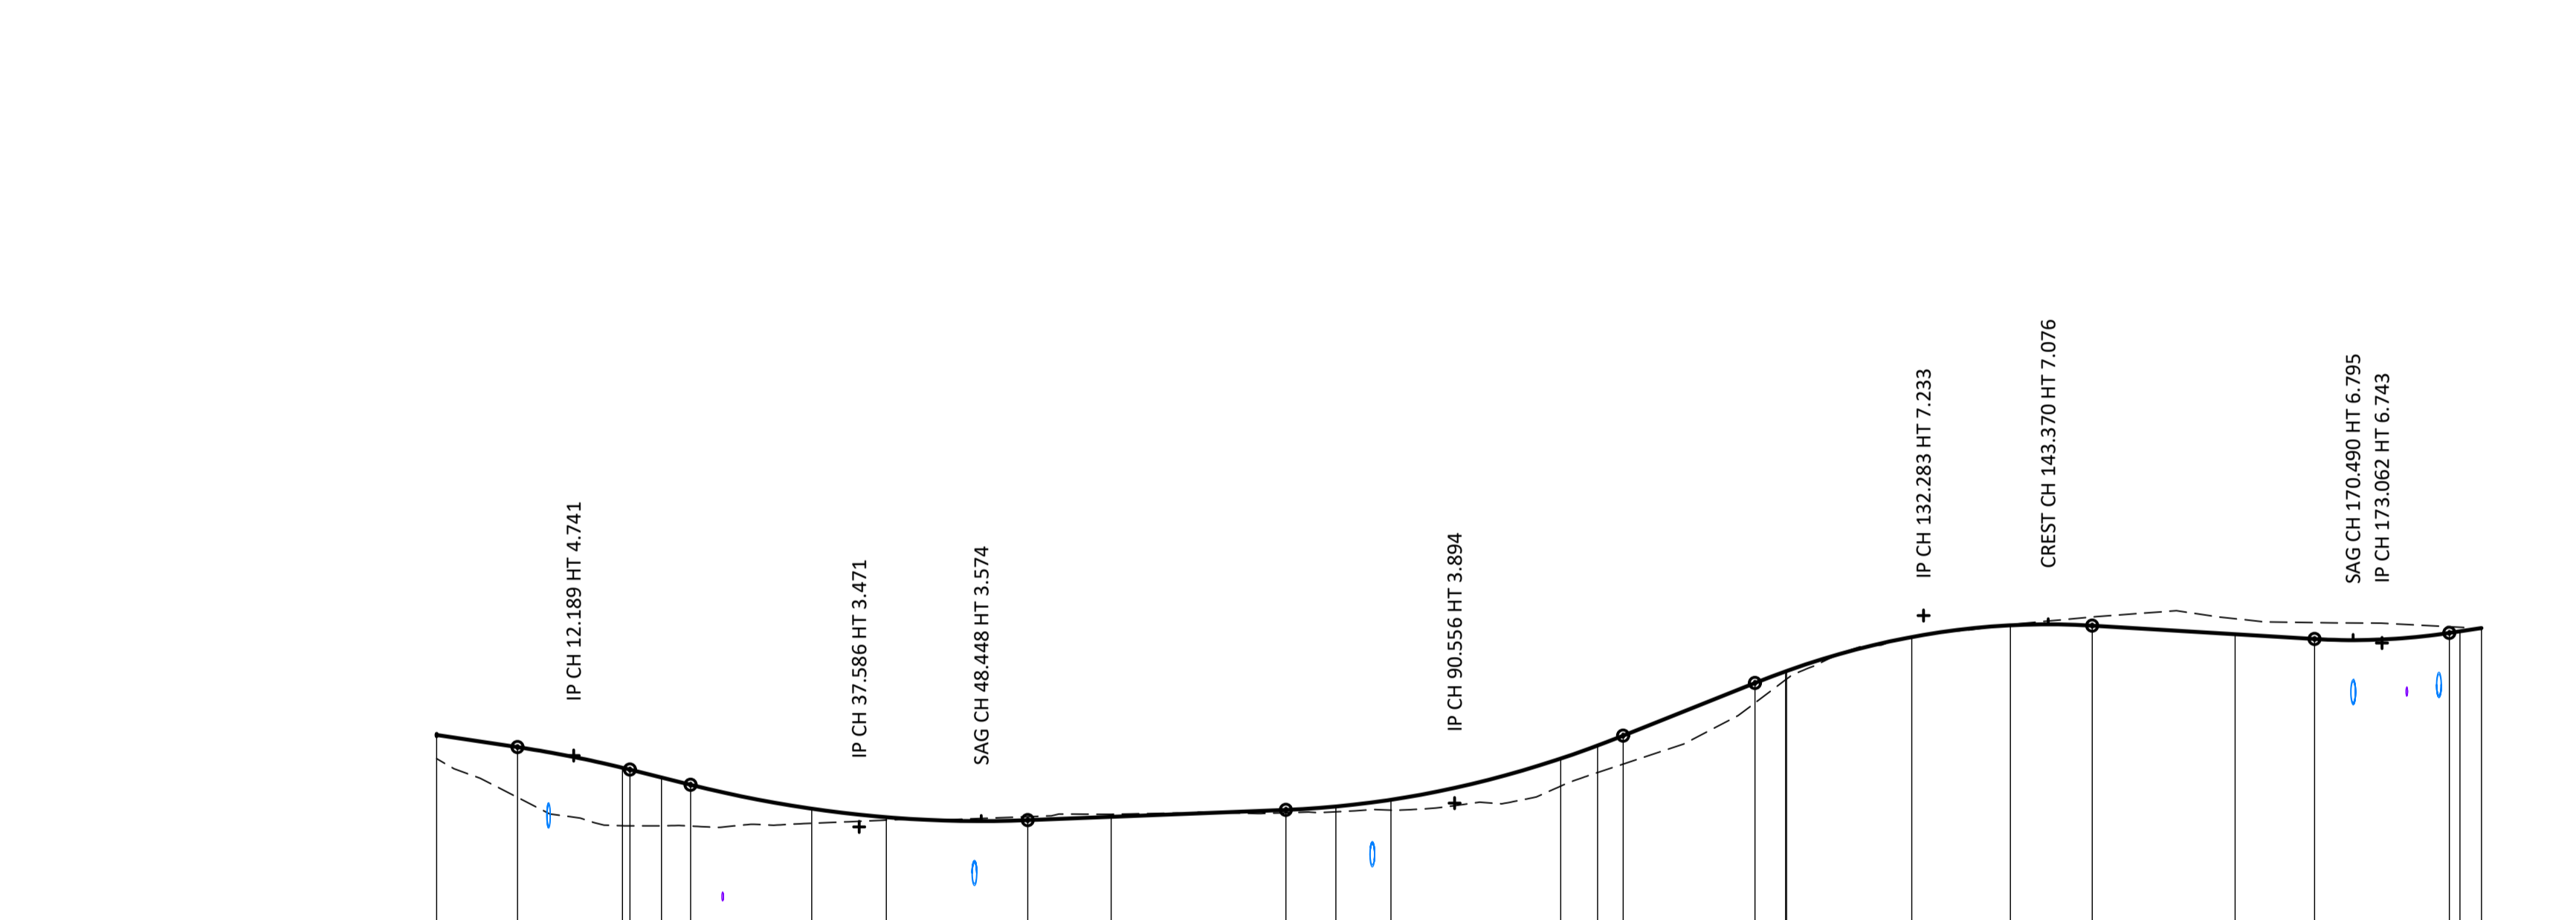 IP CH 12.189 HT 4.741
IP CH 37.586 HT 3.471
SAG CH 48.448 HT 3.574
IP CH 90.556 HT 3.894
IP CH 132.283 HT 7.233
CREST CH 143.370 HT 7.076
SAG CH 170.490 HT 6.795
IP CH 173.062 HT 6.743